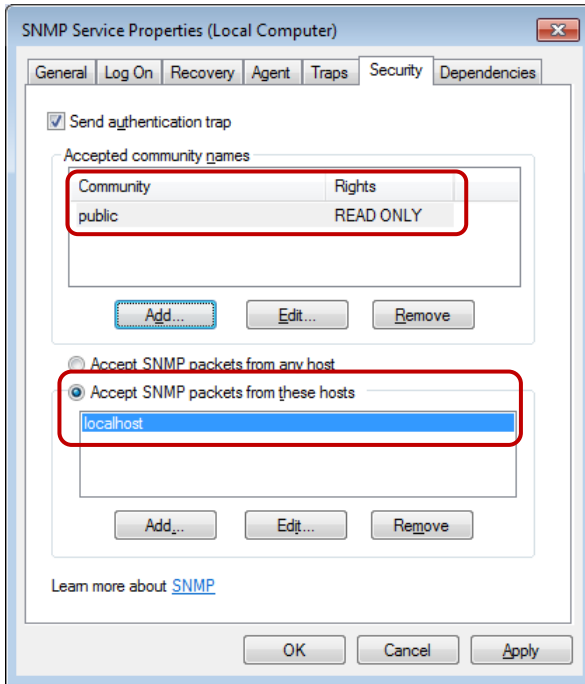 SNMP Service Properties (Local Computer)
General Log On Recovery Agent Traps Security Dependencies
Send authentication trap
Accepted community names
Community Rights
public READ ONLY
Add... Edit... Remove
Accept SNMP packets from any host
Accept SNMP packets from these hosts
localhost
Add... Edit... Remove
Learn more about SNMP
OK Cancel Apply